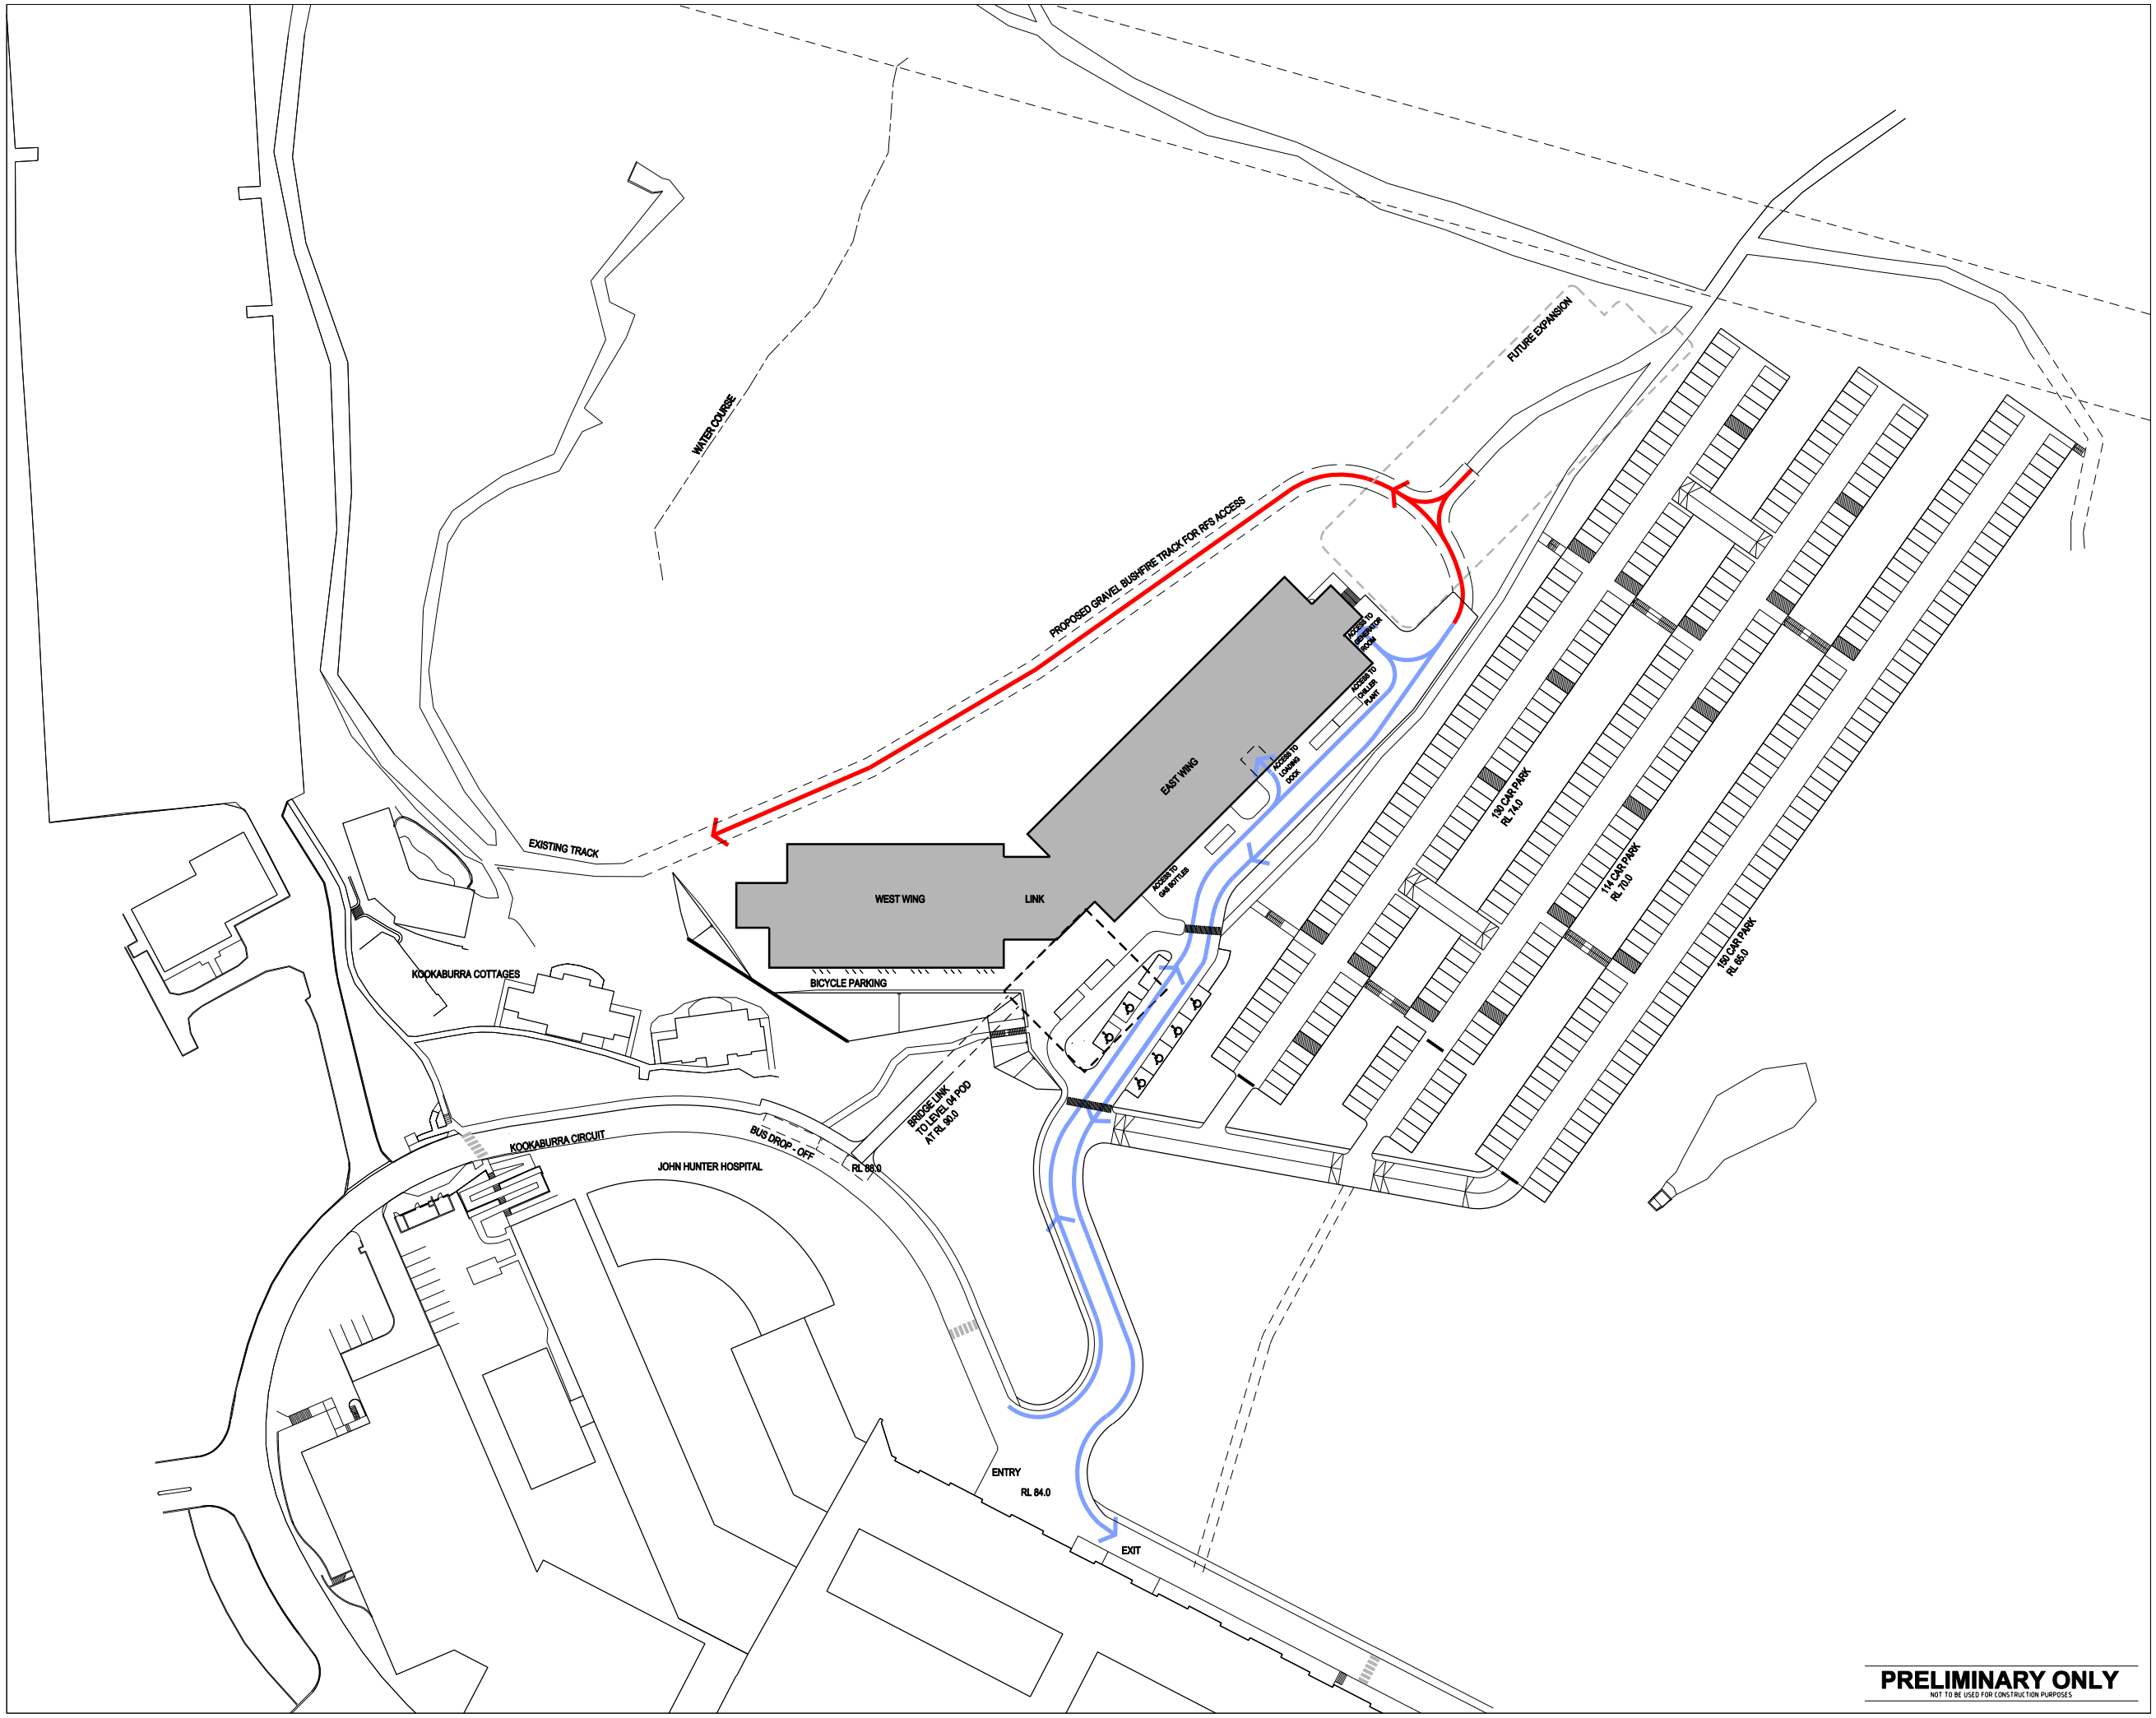 FUTURE EXPANSION
WATER COURSE
PROPOSED GRAVEL BUSHFIRE TRACK FOR RFS ACCESS
ACCESS TO
GENERATOR
ROOM
ACCESS TO
CHILLER
PLANT
ACCESS TO
LOADING
DOCK
EAST WING
130 CAR PARK
RL 74.0
EXISTING TRACK
114 CAR PARK
RL 70.0
ACCESS TO
GAS BOTTLES
WEST WING
LINK
150 CAR PARK
RL 65.0
KOOKABURRA COTTAGES
BICYCLE PARKING
BRIDGE LINK
TO LEVEL 04 POD
AT RL 90.0
KOOKABURRA CIRCUIT
BUS DROP - OFF
JOHN HUNTER HOSPITAL
RL 88.0
ENTRY
RL 84.0
EXIT
PRELIMINARY ONLY
NOT TO BE USED FOR CONSTRUCTION PURPOSES